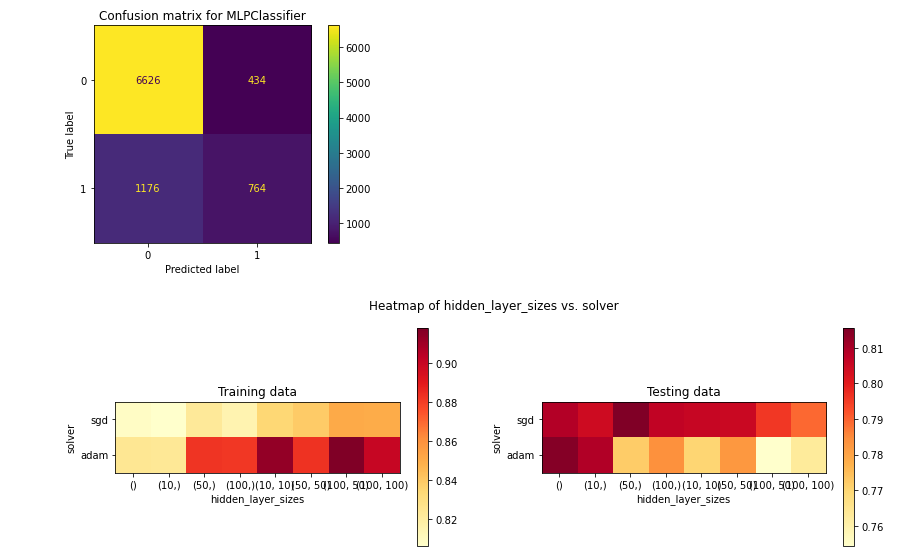 Confusion matrix for MLPClassifier
6000
5000
4000
3000
2000
1000
0
6626
434
True label
1
1176
764
0
1
Predicted label
Heatmap of hidden_layer_sizes vs. solver
Training data
sgd
solver
adam
()
(10,)
(50,)
(100,)
(10, 10)
(50, 50)
(100, 50)
(100, 100)
hidden_layer_sizes
0.90
0.88
0.86
0.84
0.82
Testing data
sgd
solver
adam
()
(10,)
(50,)
(100,)
(10, 10)
(50, 50)
(100, 50)
(100, 100)
hidden_layer_sizes
0.81
0.80
0.79
0.78
0.77
0.76